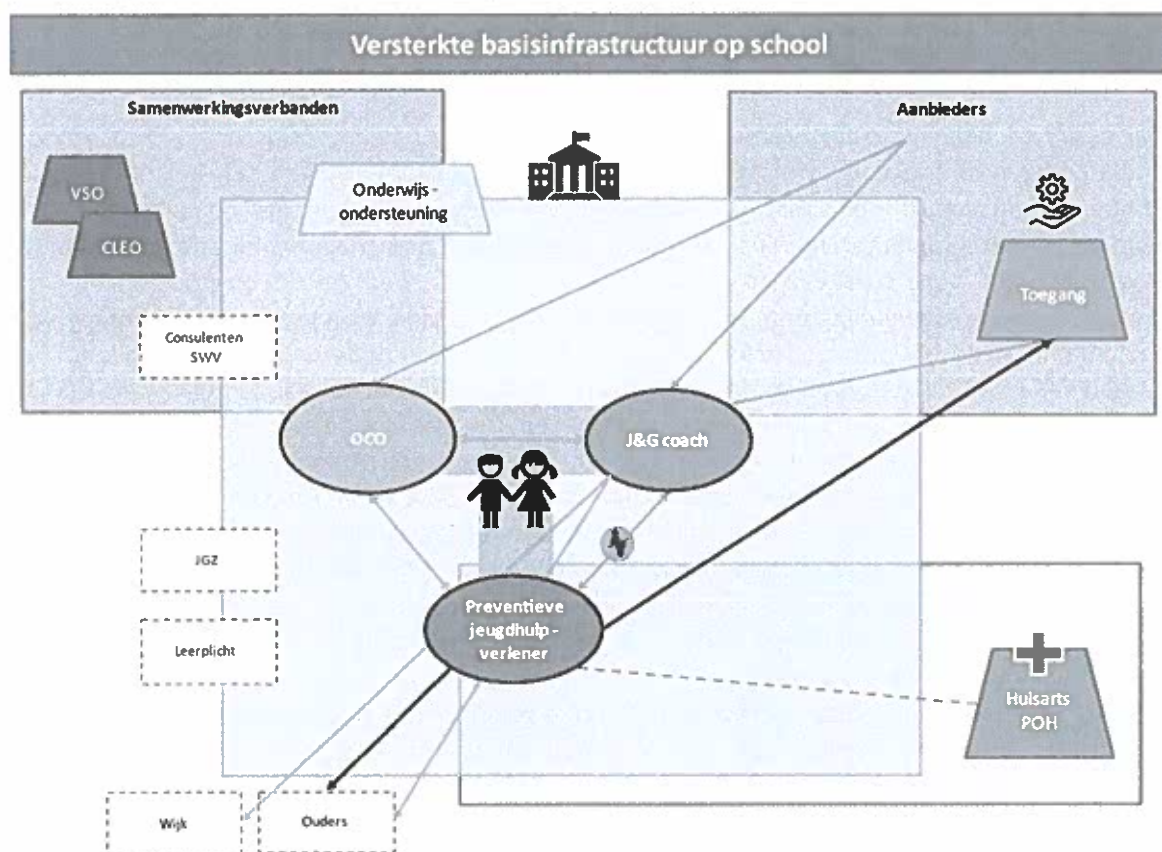 Versterkte basisinfrastructuur op school
Samenwerkingsverbanden
Aanbieders
VSO
CLEO
Onderwijs -
ondersteuning
Toegang
Consulenten
SWV
OCO
J&G coach
JGZ
Leerplicht
Preventieve
jeugdhulp -
verlener
Huisarts
POH
Wijk
Ouders